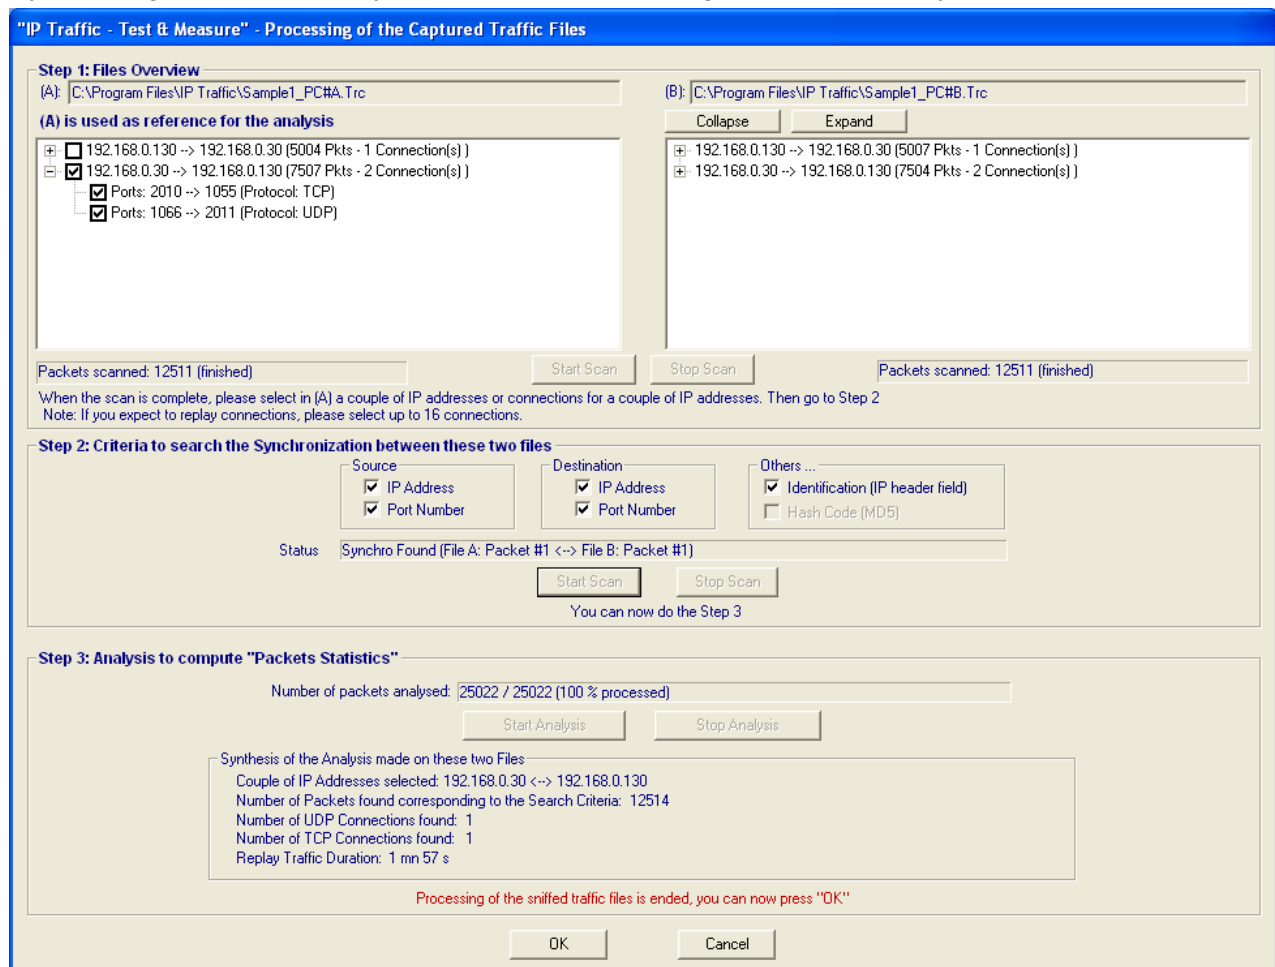 "IP Traffic - Test & Measure" - Processing of the Captured Traffic Files
Step 1: Files Overview
(A): C:\Program Files\IP Traffic\Sample1_PC#A.Trc
(B): C:\Program Files\IP Traffic\Sample1_PC#B.Trc
(A) is used as reference for the analysis
Collapse
Expand
192.168.0.130 --> 192.168.0.30 (5004 Pkts - 1 Connection(s) )
192.168.0.30 --> 192.168.0.130 (7507 Pkts - 2 Connection(s) )
Ports: 2010 --> 1055 (Protocol: TCP)
Ports: 1066 --> 2011 (Protocol: UDP)
192.168.0.130 --> 192.168.0.30 (5007 Pkts - 1 Connection(s) )
192.168.0.30 --> 192.168.0.130 (7504 Pkts - 2 Connection(s) )
Packets scanned: 12511 (finished)
Start Scan
Stop Scan
Packets scanned: 12511 (finished)
When the scan is complete, please select in (A) a couple of IP addresses or connections for a couple of IP addresses. Then go to Step 2
Note: If you expect to replay connections, please select up to 16 connections.
Step 2: Criteria to search the Synchronization between these two files
Source
IP Address
Port Number
Destination
IP Address
Port Number
Others ...
Identification (IP header field)
Hash Code (MD5)
Status
Synchro Found (File A: Packet #1 <--> File B: Packet #1)
Start Scan
Stop Scan
You can now do the Step 3
Step 3: Analysis to compute "Packets Statistics"
Number of packets analysed: 25022 / 25022 (100 % processed)
Start Analysis
Stop Analysis
Synthesis of the Analysis made on these two Files
Couple of IP Addresses selected: 192.168.0.30 <--> 192.168.0.130
Number of Packets found corresponding to the Search Criteria: 12514
Number of UDP Connections found: 1
Number of TCP Connections found: 1
Replay Traffic Duration: 1 mn 57 s
Processing of the sniffed traffic files is ended, you can now press "OK"
OK
Cancel